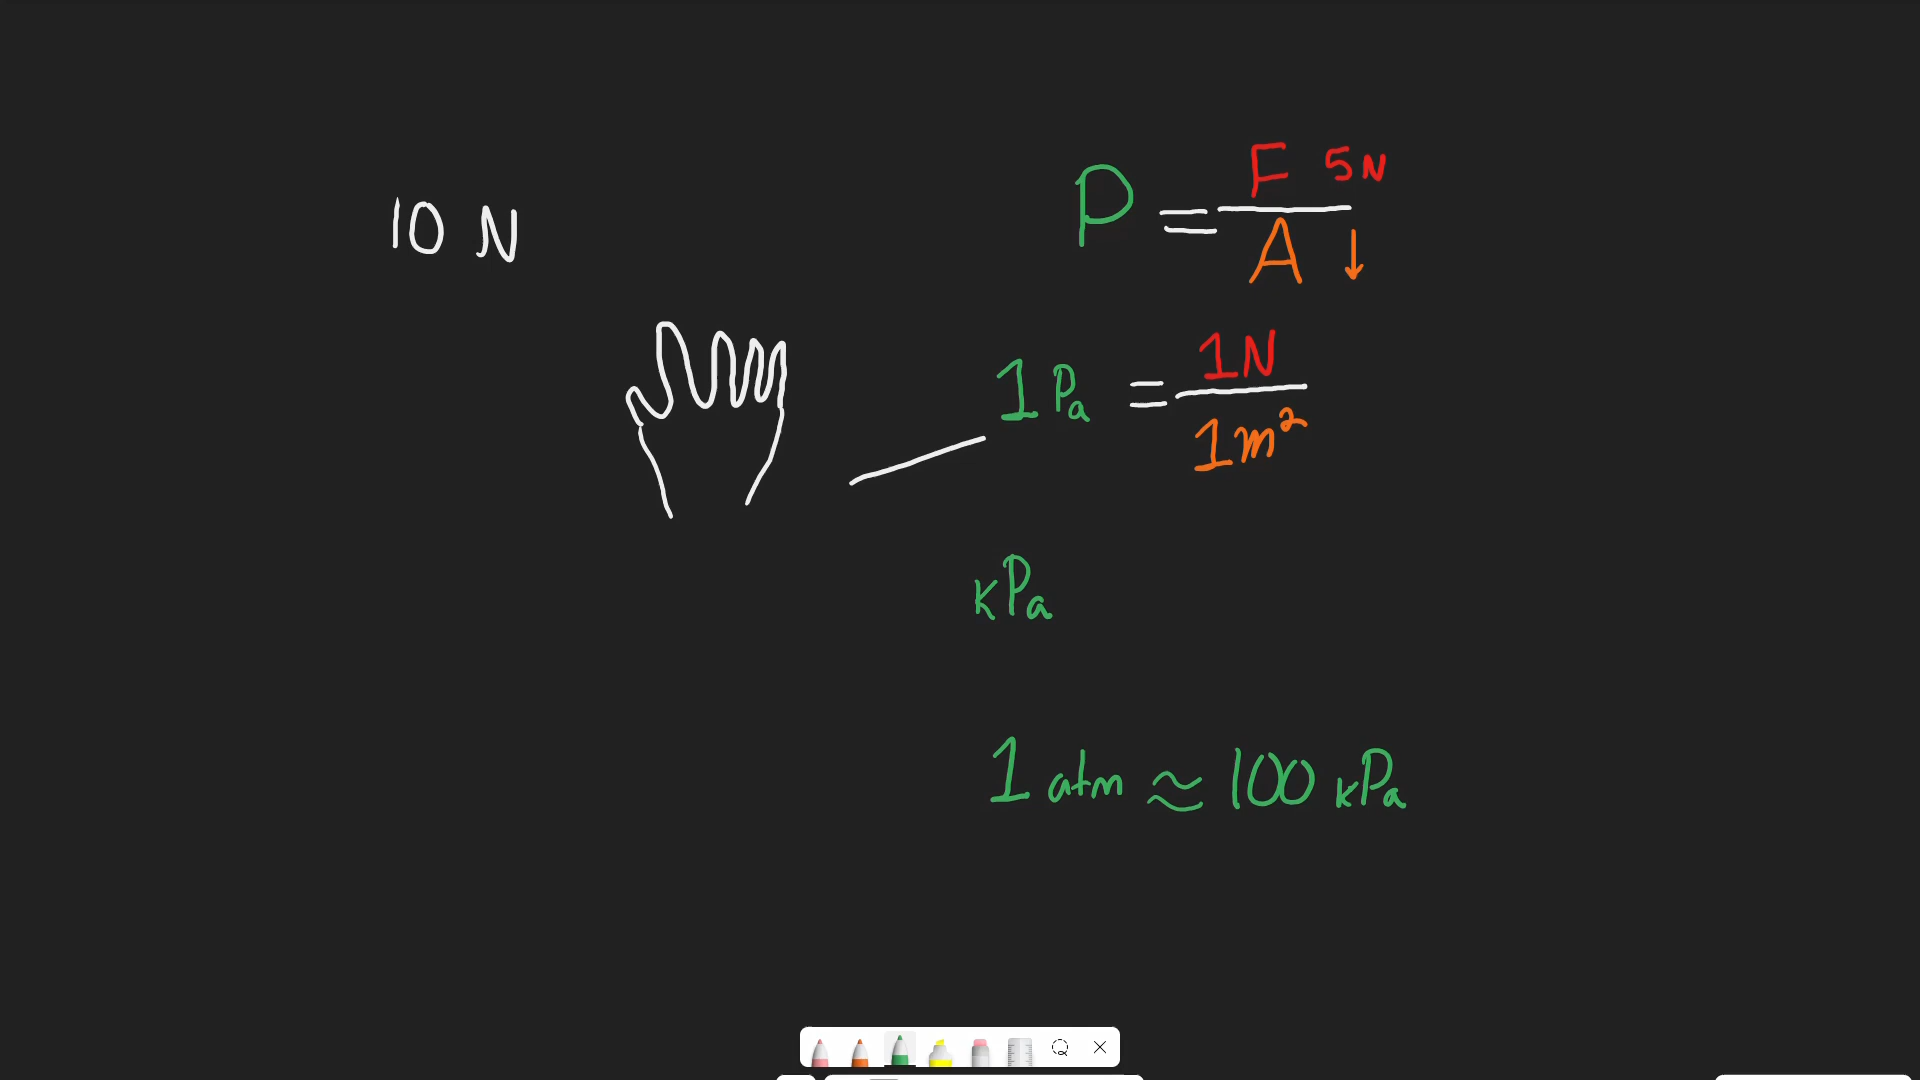 10 N
P = F 5N / A ↓
1 Pa = 1N / 1m²
kPa
1 atm ≈ 100 kPa